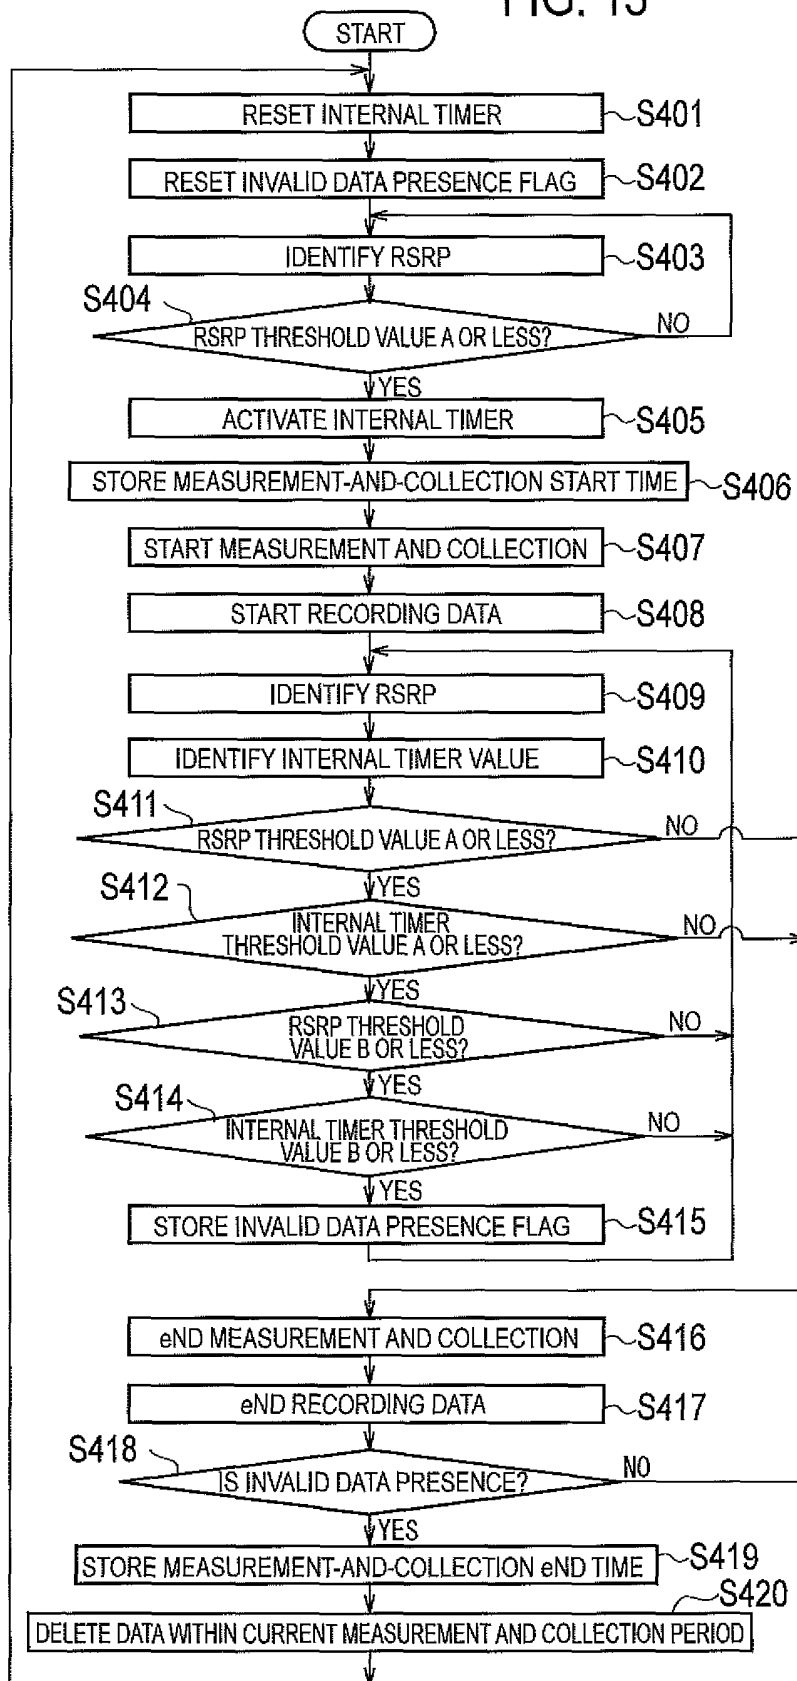 FIG. 13
START
RESET INTERNAL TIMER
S401
RESET INVALID DATA PRESENCE FLAG
S402
IDENTIFY RSRP
S403
S404
RSRP THRESHOLD VALUE A OR LESS?
NO
YES
ACTIVATE INTERNAL TIMER
S405
STORE MEASUREMENT-AND-COLLECTION START TIME
S406
START MEASUREMENT AND COLLECTION
S407
START RECORDING DATA
S408
IDENTIFY RSRP
S409
IDENTIFY INTERNAL TIMER VALUE
S410
S411
RSRP THRESHOLD VALUE A OR LESS?
NO
YES
S412
INTERNAL TIMER
THRESHOLD VALUE A OR LESS?
NO
YES
S413
RSRP THRESHOLD
VALUE B OR LESS?
NO
YES
S414
INTERNAL TIMER THRESHOLD
VALUE B OR LESS?
NO
YES
STORE INVALID DATA PRESENCE FLAG
S415
eND MEASUREMENT AND COLLECTION
S416
eND RECORDING DATA
S417
S418
IS INVALID DATA PRESENCE?
NO
YES
STORE MEASUREMENT-AND-COLLECTION eND TIME
S419
S420
DELETE DATA WITHIN CURRENT MEASUREMENT AND COLLECTION PERIOD